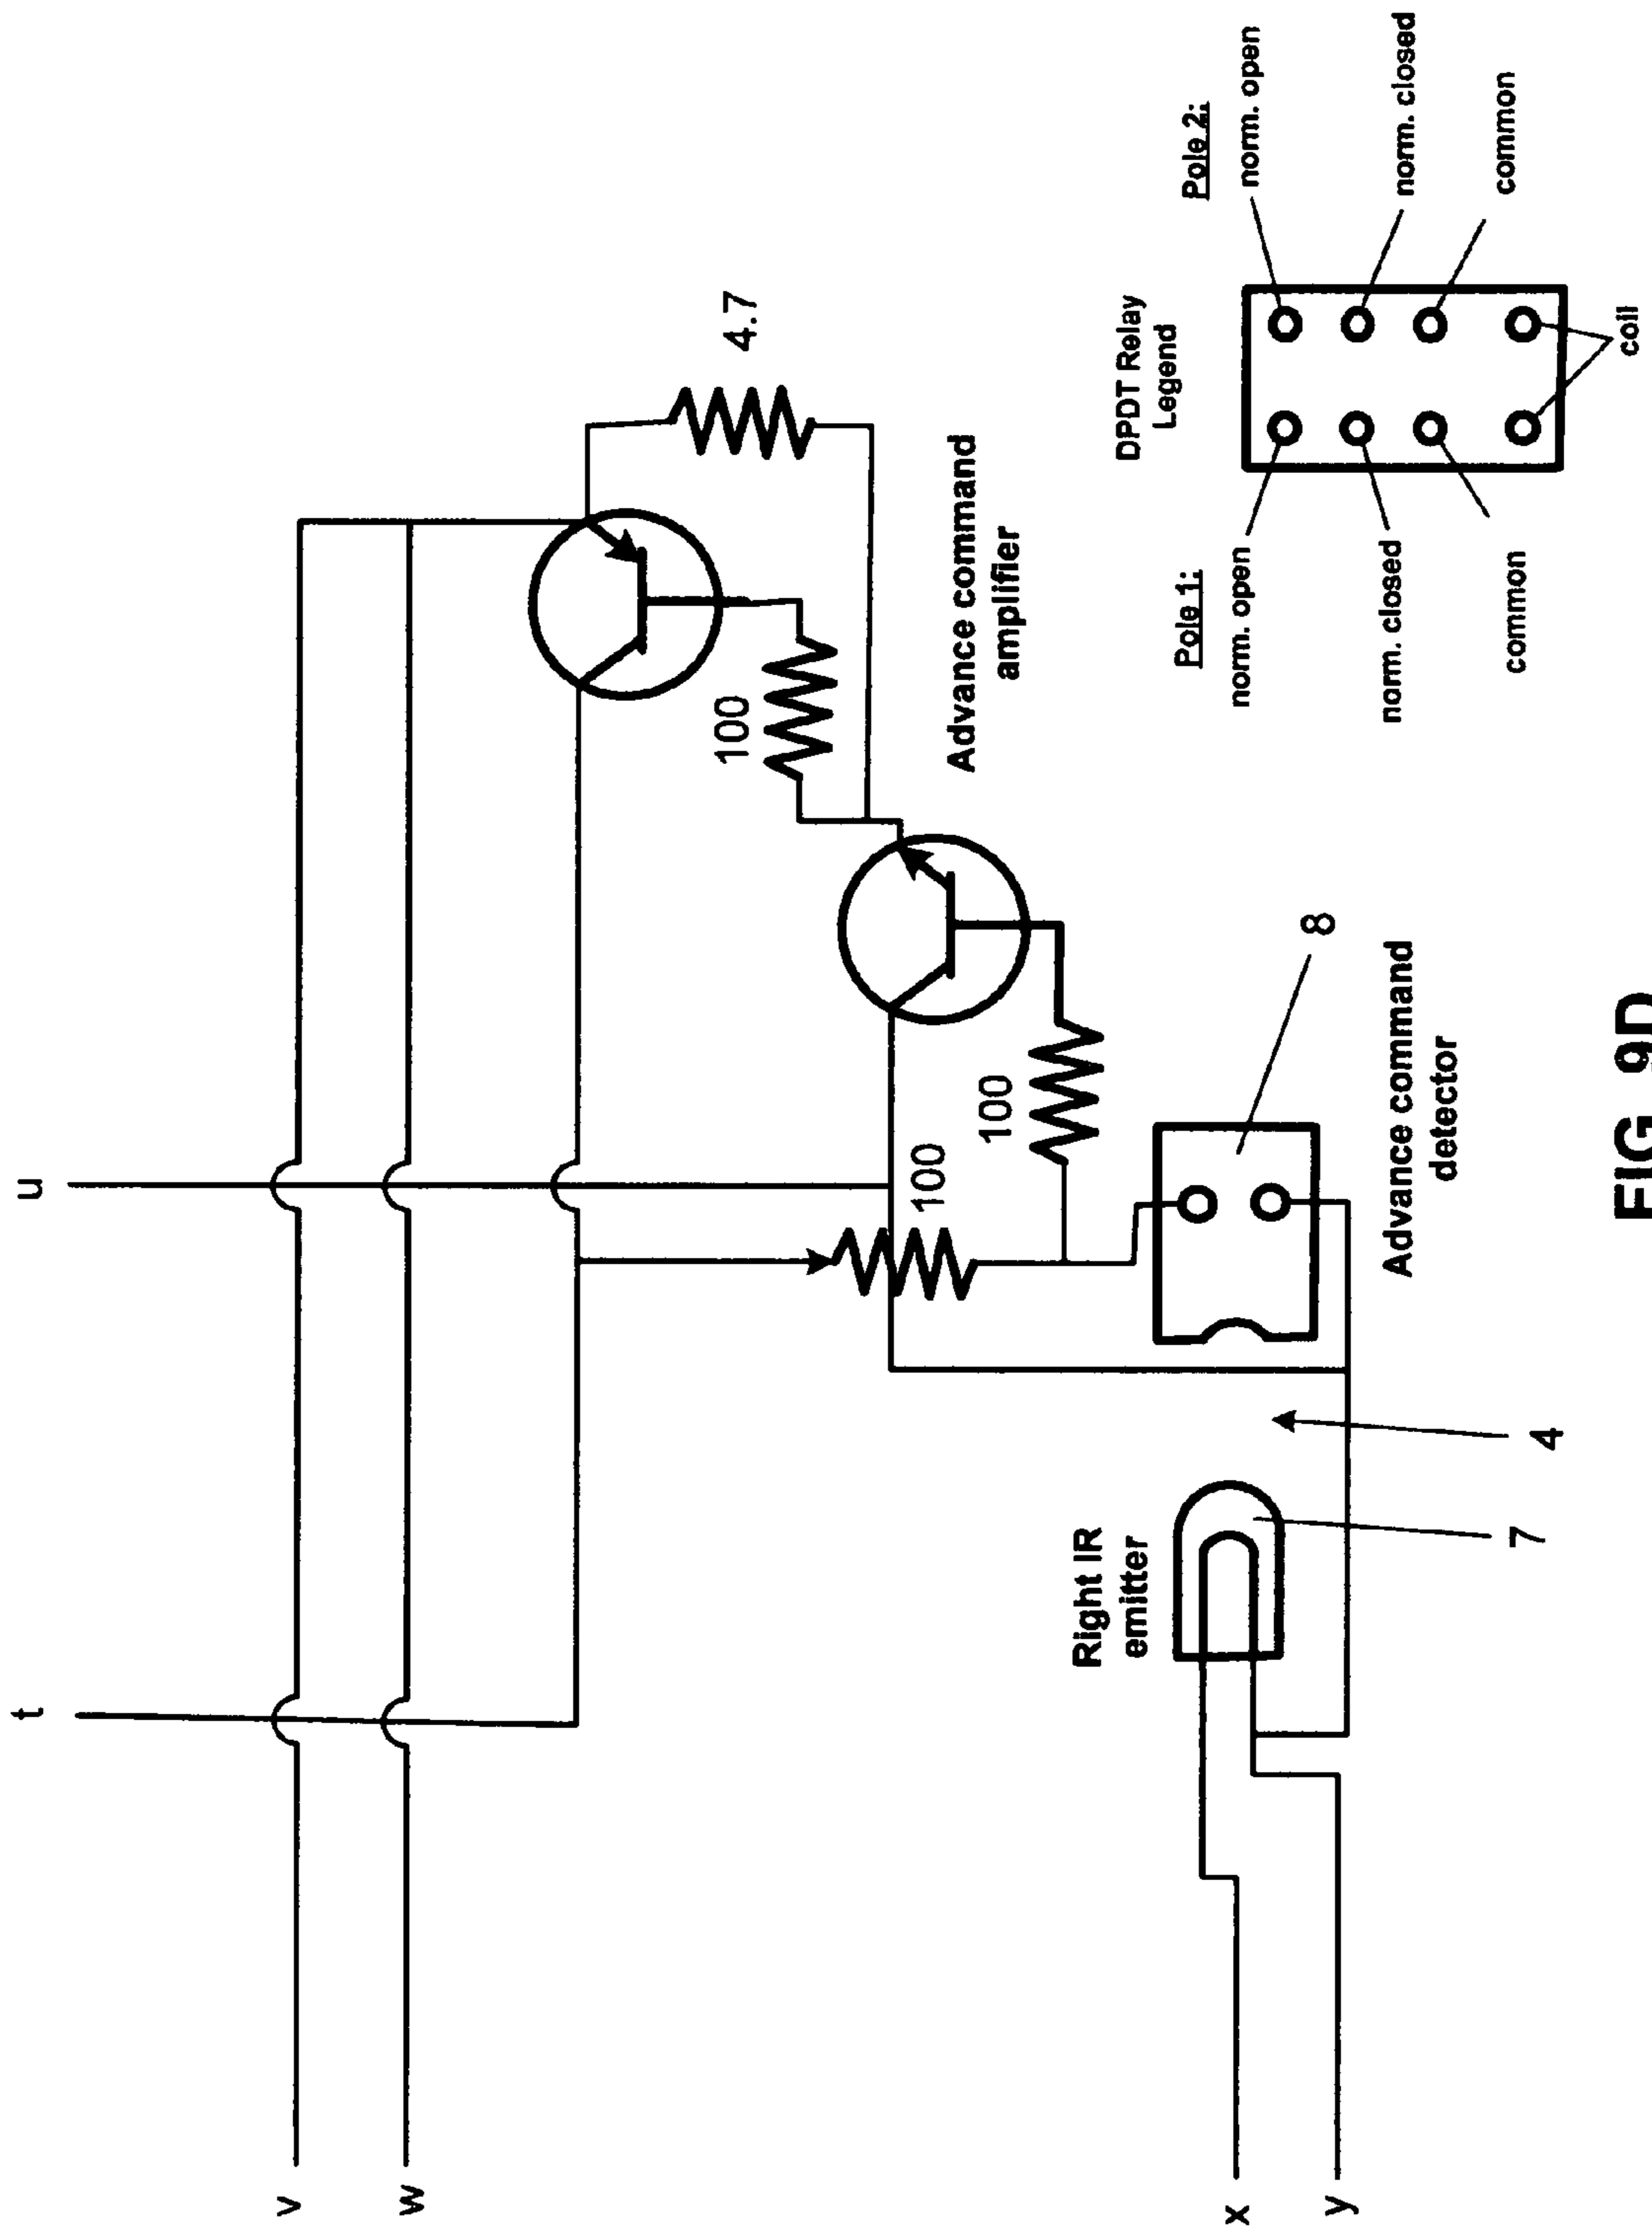 t
u
v
w
4.7
100
Advance command
amplifier
100
100
Right IR
emitter
x
y
7
4
8
Advance command
detector
DPDT Relay
Legend
Pole 1:
norm. open
norm. closed
common
Pole 2:
norm. open
norm. closed
common
coil
FIG 9D